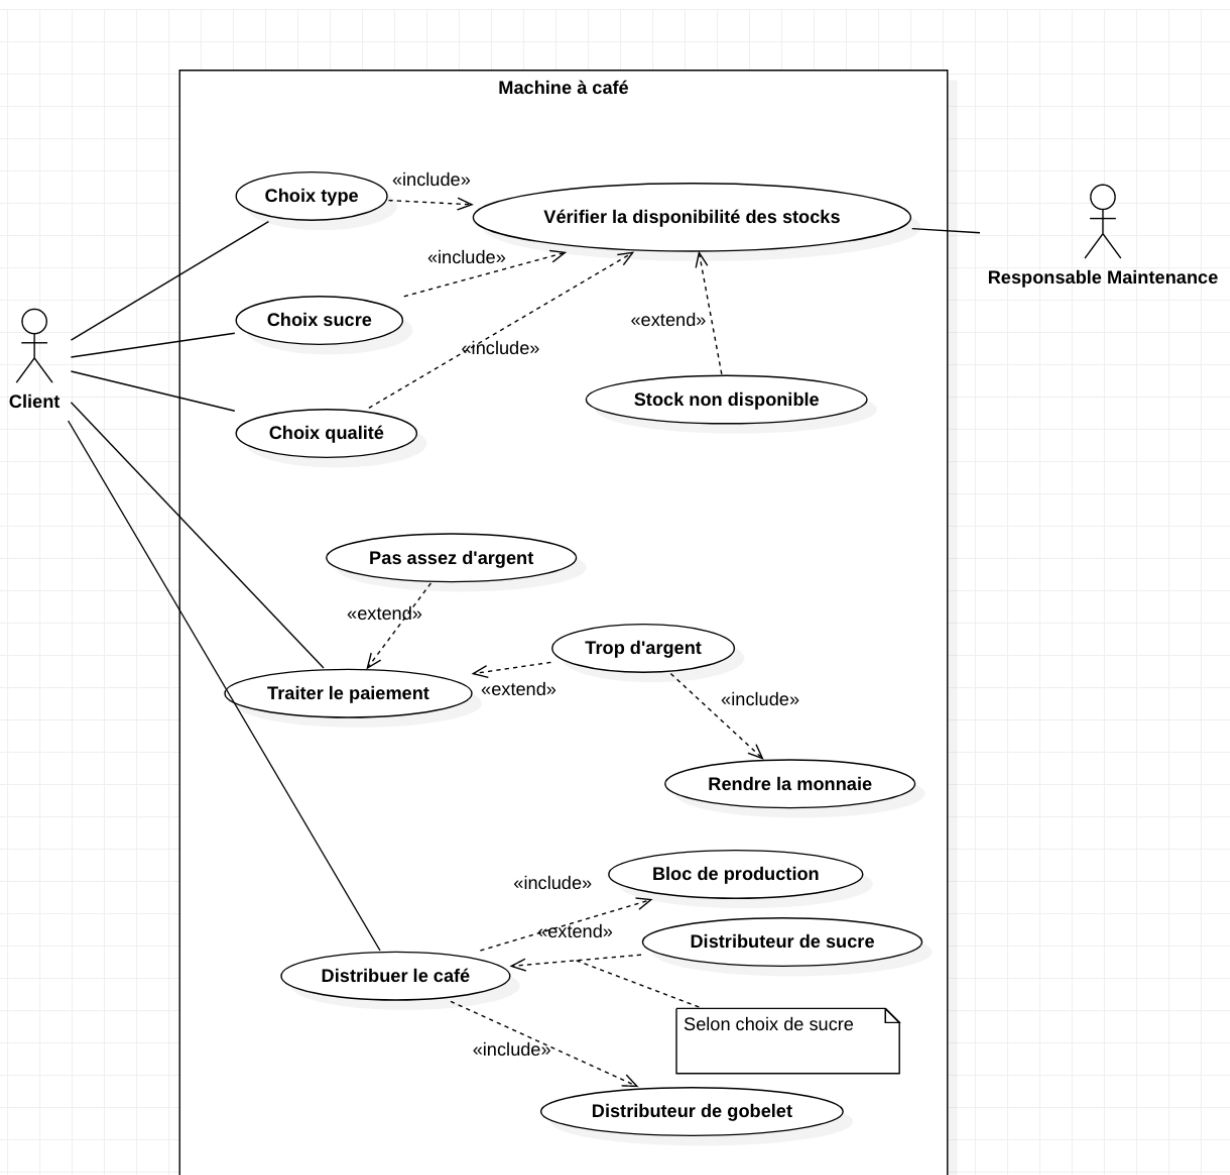 Machine à café
Choix type
«include»
Vérifier la disponibilité des stocks
Responsable Maintenance
«include»
Choix sucre
«extend»
«include»
Client
Stock non disponible
Choix qualité
Pas assez d'argent
«extend»
Trop d'argent
Traiter le paiement
«extend»
«include»
Rendre la monnaie
Bloc de production
«include»
«extend»
Distributeur de sucre
Distribuer le café
Selon choix de sucre
«include»
Distributeur de gobelet